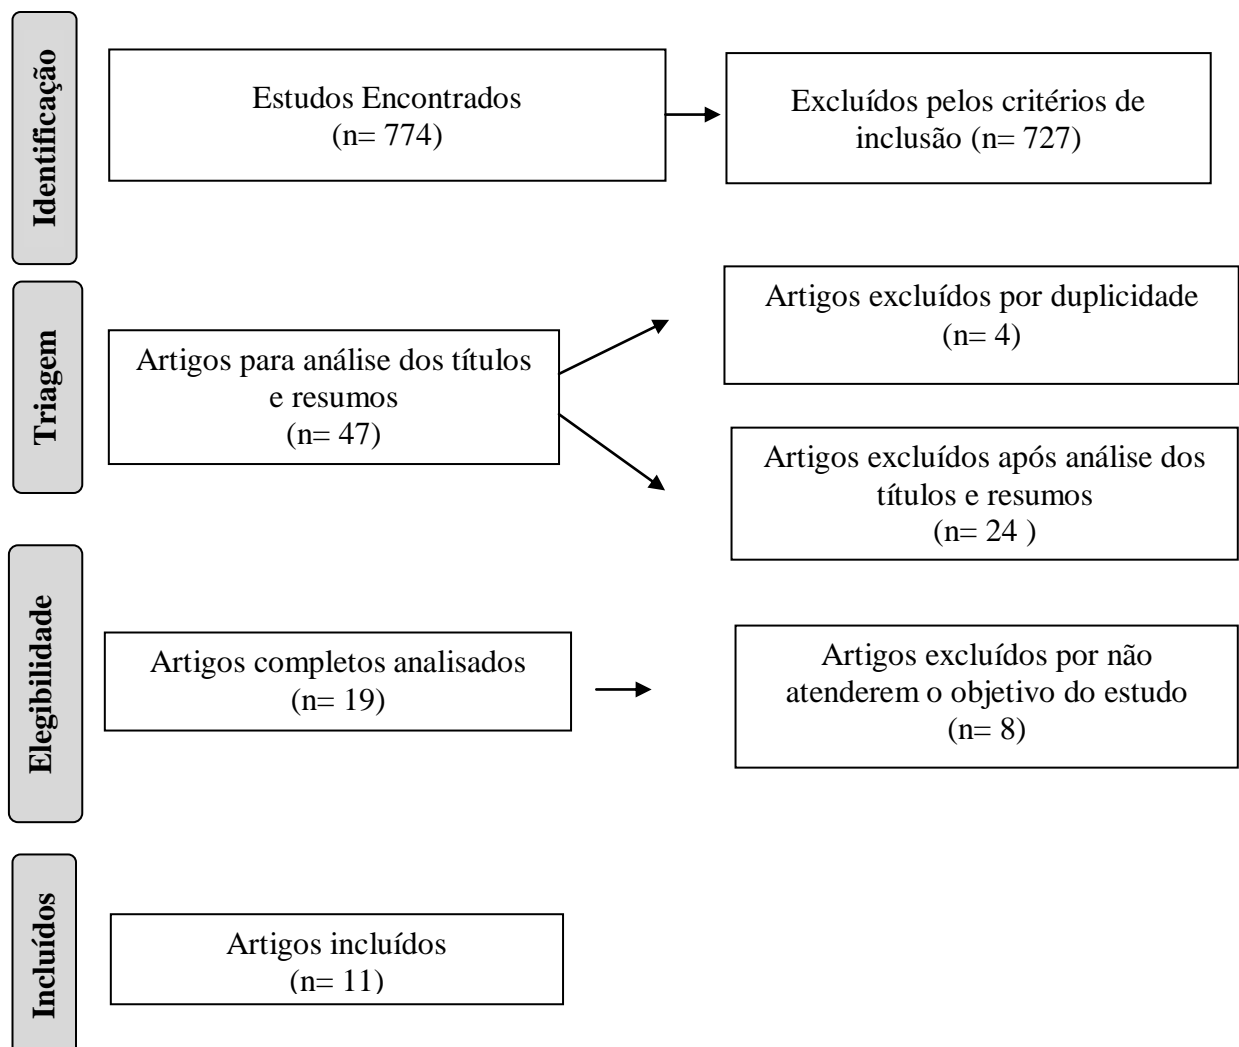 Identificação
Estudos Encontrados
(n= 774)
Excluídos pelos critérios de
inclusão (n= 727)
Triagem
Artigos para análise dos títulos
e resumos
(n= 47)
Artigos excluídos por duplicidade
(n= 4)
Artigos excluídos após análise dos
títulos e resumos
(n= 24 )
Elegibilidade
Artigos completos analisados
(n= 19)
Artigos excluídos por não
atenderem o objetivo do estudo
(n= 8)
Incluídos
Artigos incluídos
(n= 11)